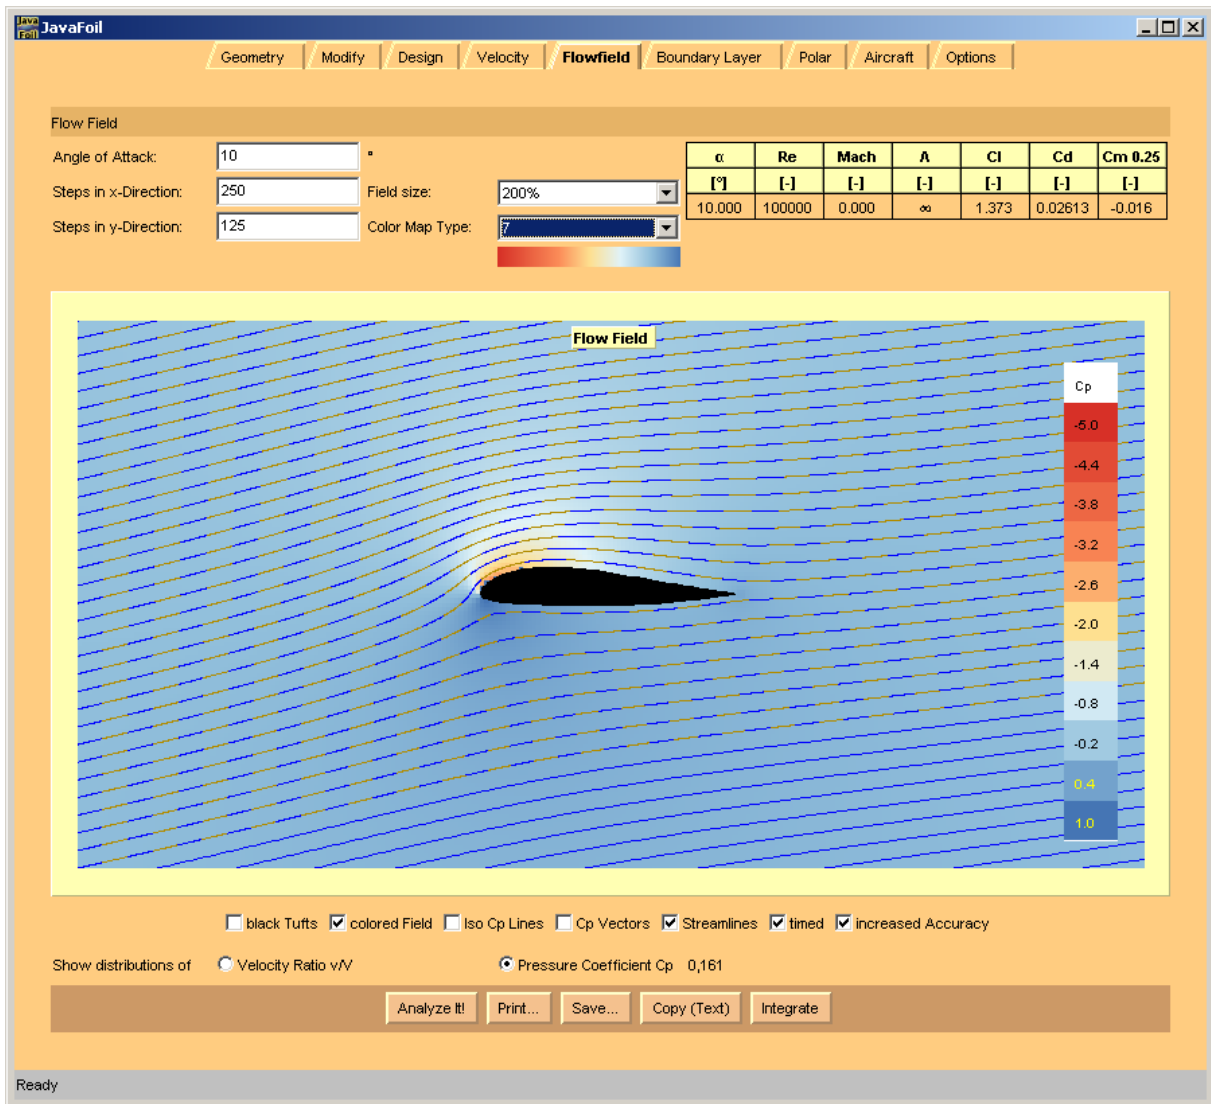 Java
Foil
JavaFoil
Geometry Modify Design Velocity Flowfield Boundary Layer Polar Aircraft Options
Flow Field
Angle of Attack: 10 °
Steps in x-Direction: 250 Field size: 200%
Steps in y-Direction: 125 Color Map Type: 7
α Re Mach Λ Cl Cd Cm 0.25
[°] [-] [-] [-] [-] [-] [-]
10.000 100000 0.000 ∞ 1.373 0.02613 -0.016
Flow Field
Cp
-5.0
-4.4
-3.8
-3.2
-2.6
-2.0
-1.4
-0.8
-0.2
0.4
1.0
black Tufts colored Field Iso Cp Lines Cp Vectors Streamlines timed increased Accuracy
Show distributions of Velocity Ratio v/V Pressure Coefficient Cp 0,161
Analyze It! Print... Save... Copy (Text) Integrate
Ready